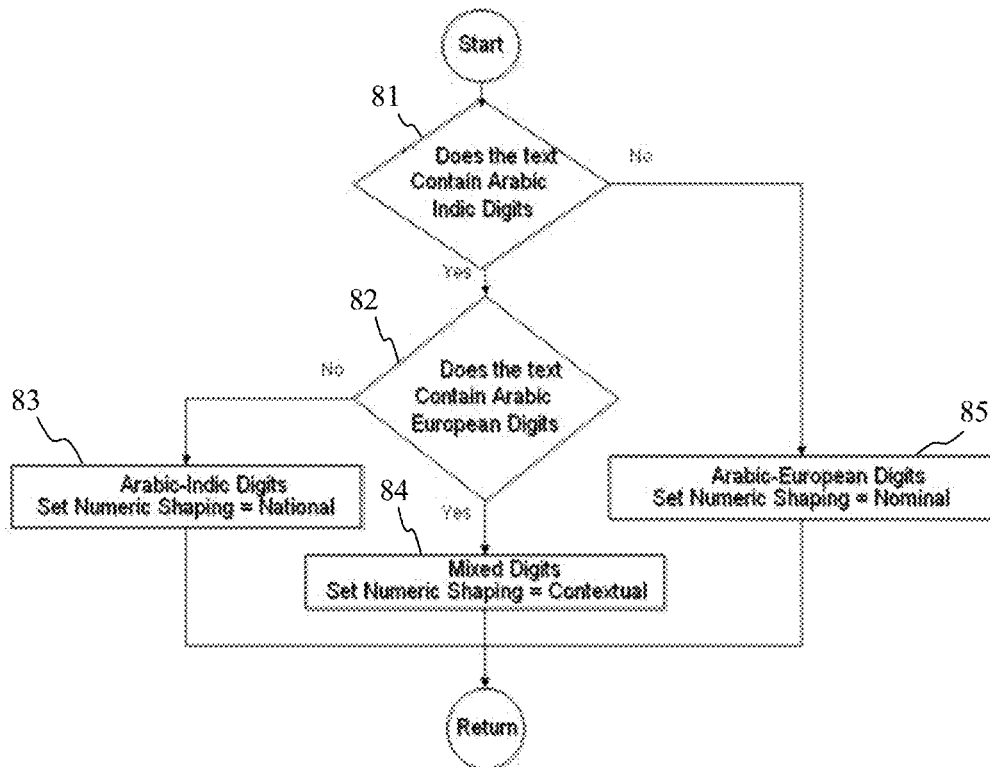 Start
81
Does the text
Contain Arabic
Indic Digits
No
Yes
82
Does the text
Contain Arabic
European Digits
No
83
Arabic-Indic Digits
Set Numeric Shaping = National
85
Arabic-European Digits
Set Numeric Shaping = Nominal
Yes
84
Mixed Digits
Set Numeric Shaping = Contextual
Return